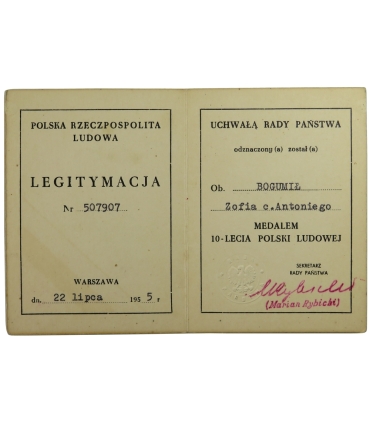 POLSKA RZECZPOSPOLITA
LUDOWA
LEGITYMACJA
Nr 507907
WARSZAWA
dn. 22 lipca 1955 r
UCHWAŁĄ RADY PAŃSTWA
odznaczony (a) został (a)
Ob. BOGUMIŁ
Zofia c.Antoniego
MEDALEM
10-LECIA POLSKI LUDOWEJ
SEKRETARZ
RADY PAŃSTWA
MRybicki
(Marian Rybicki)